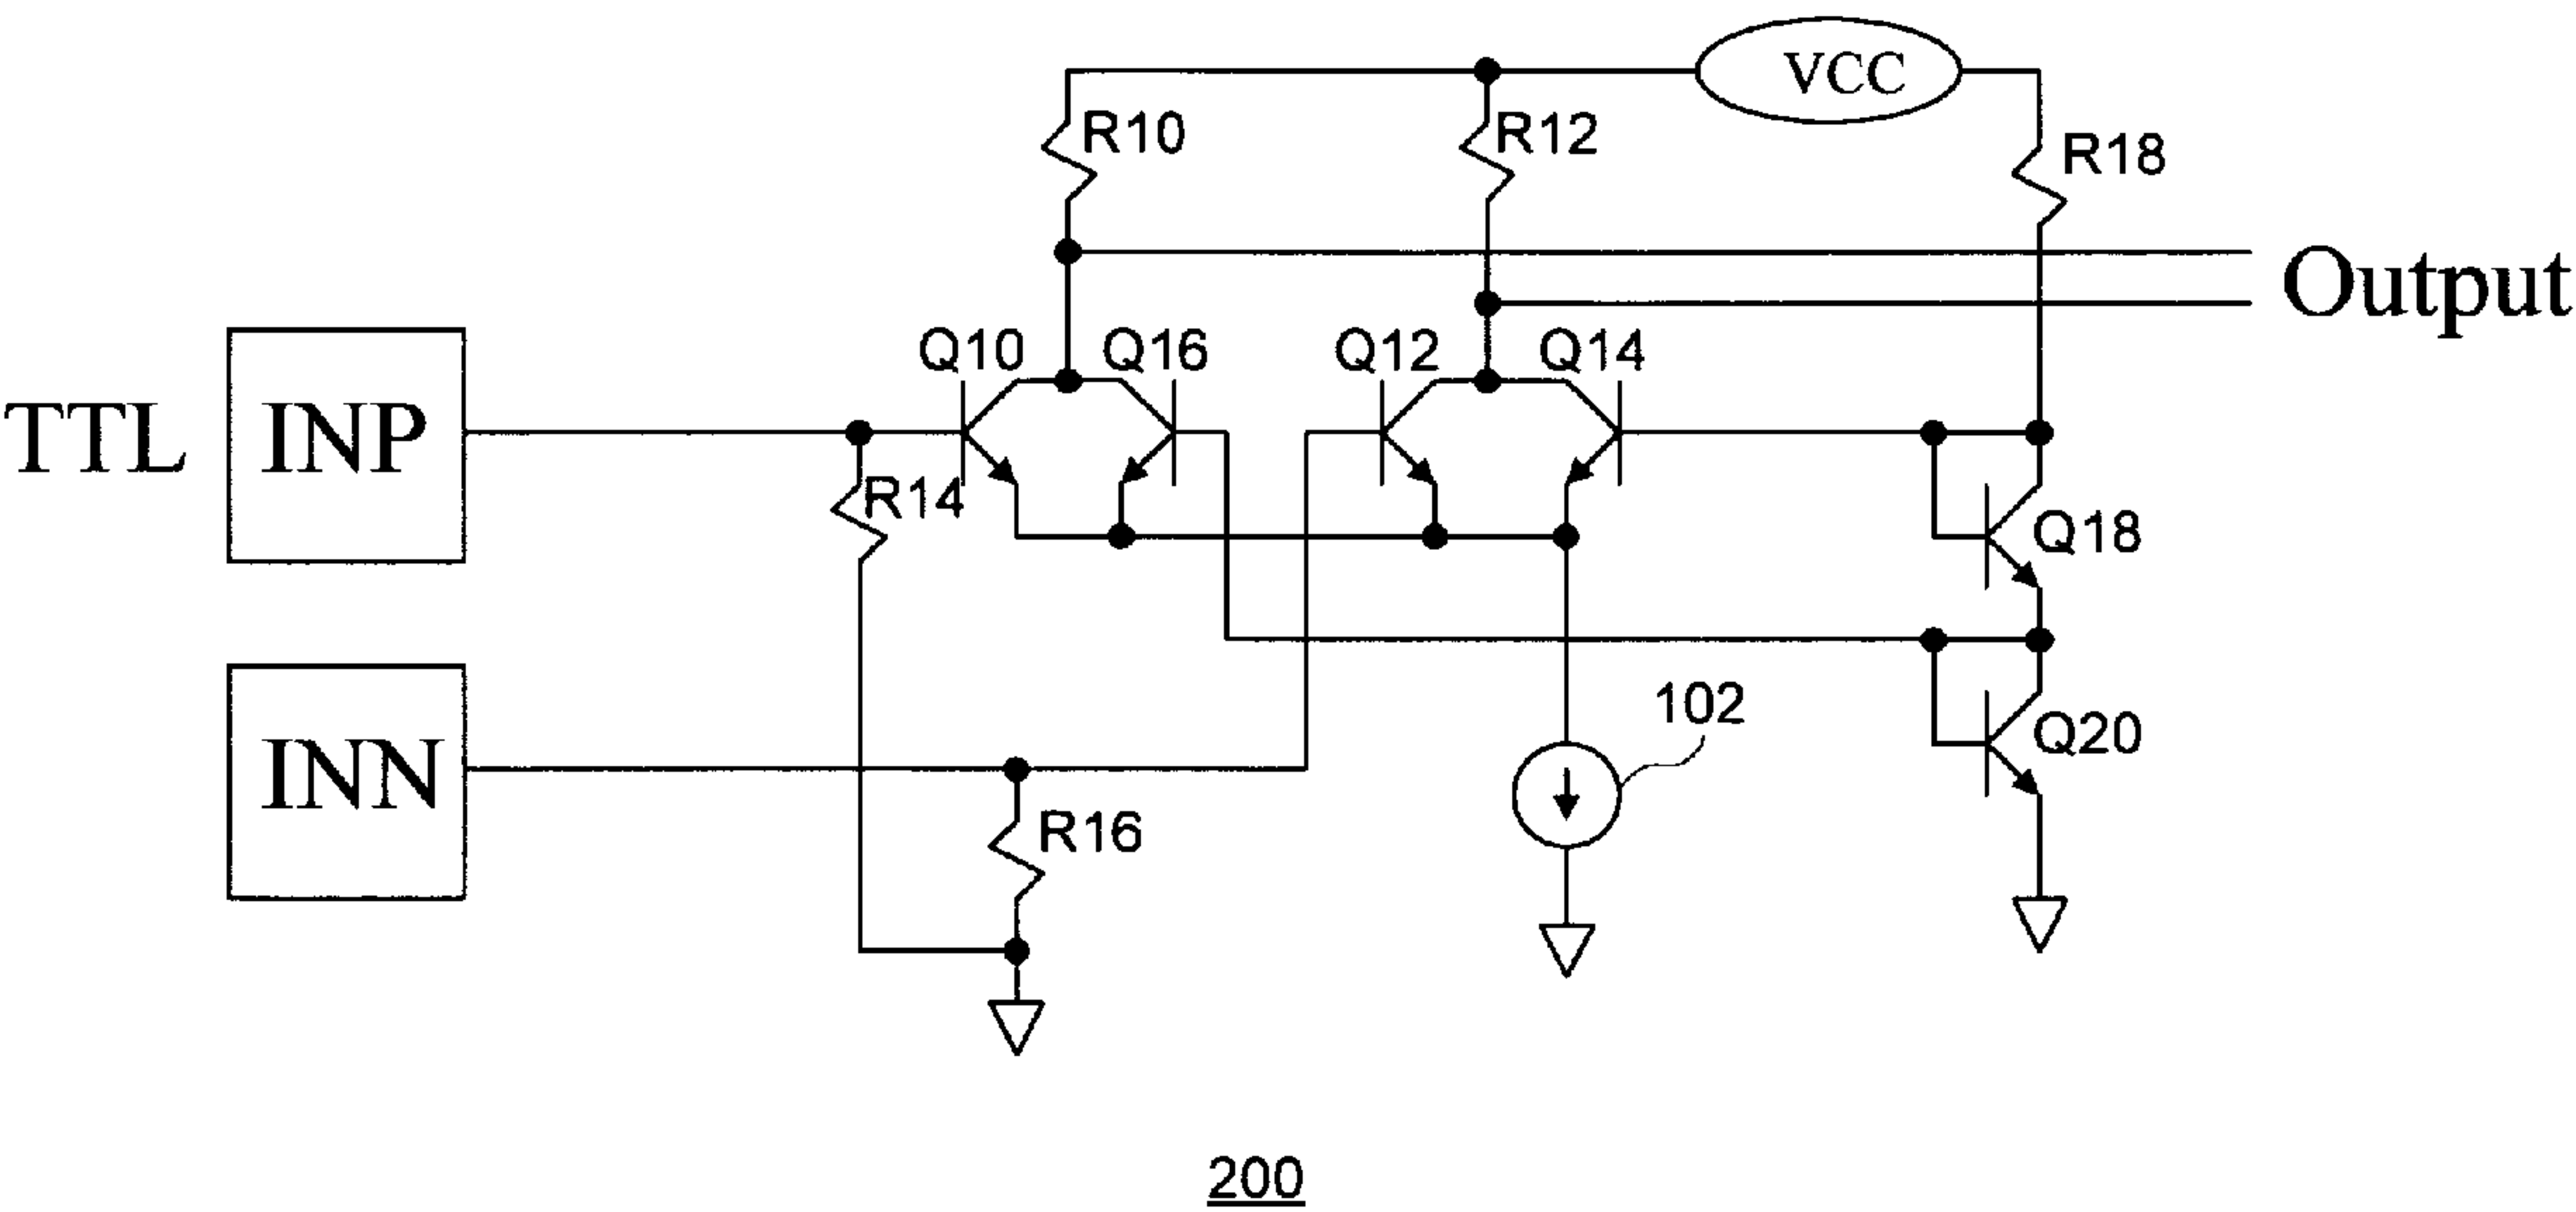 VCC
R10
R12
R18
Output
Q10
Q16
Q12
Q14
TTL
INP
R14
Q18
102
INN
Q20
R16
200